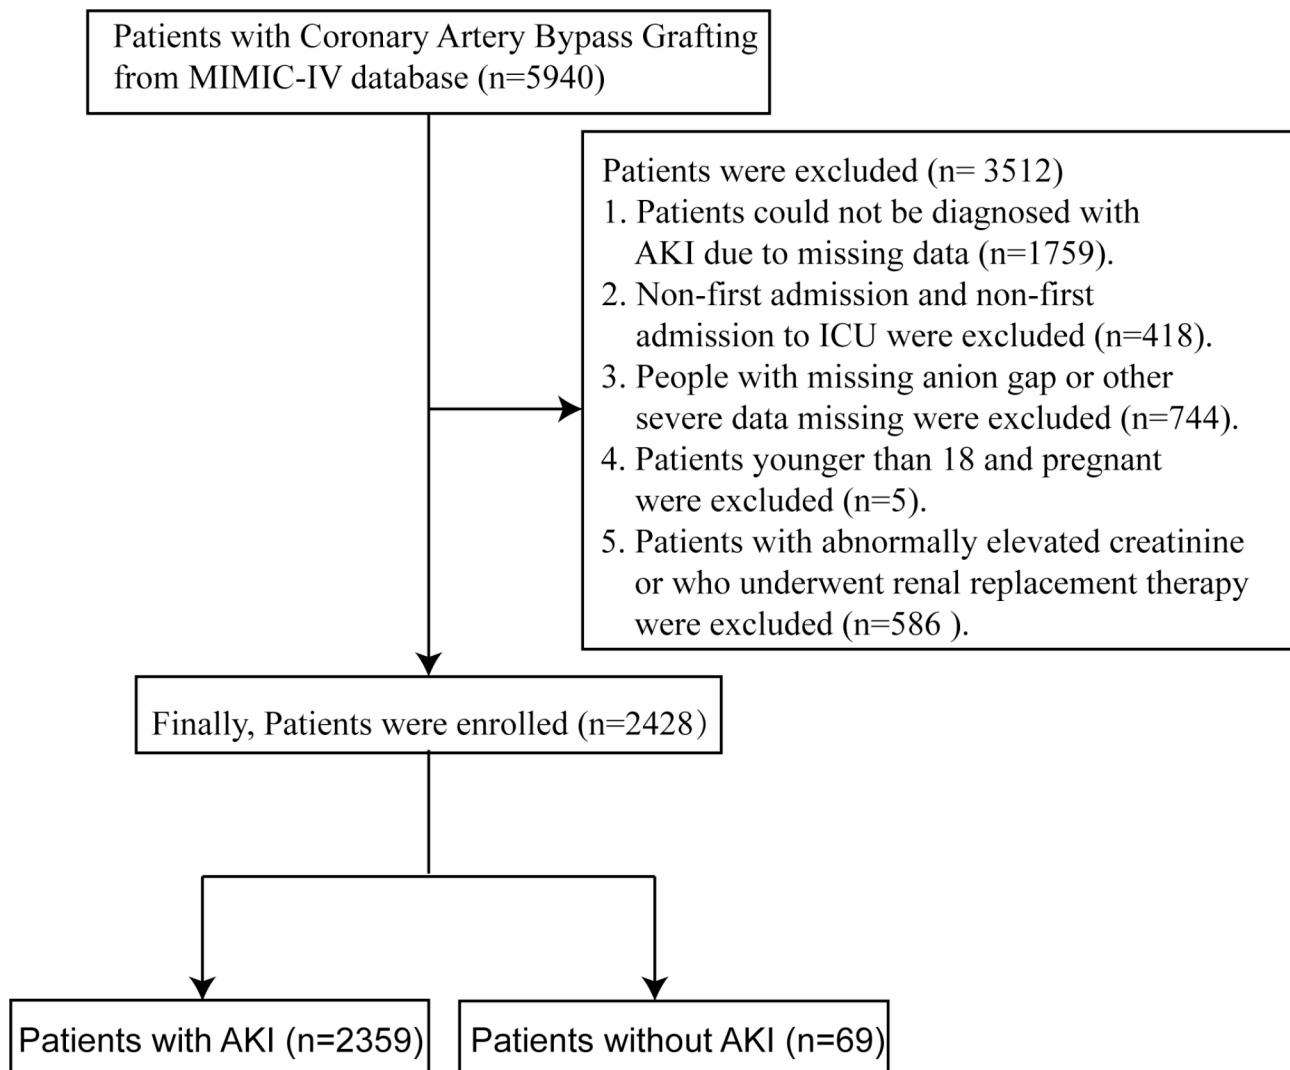 Patients with Coronary Artery Bypass Grafting
from MIMIC-IV database (n=5940)
Patients were excluded (n= 3512)
1. Patients could not be diagnosed with
AKI due to missing data (n=1759).
2. Non-first admission and non-first
admission to ICU were excluded (n=418).
3. People with missing anion gap or other
severe data missing were excluded (n=744).
4. Patients younger than 18 and pregnant
were excluded (n=5).
5. Patients with abnormally elevated creatinine
or who underwent renal replacement therapy
were excluded (n=586 ).
Finally, Patients were enrolled (n=2428）
Patients with AKI (n=2359)
Patients without AKI (n=69)